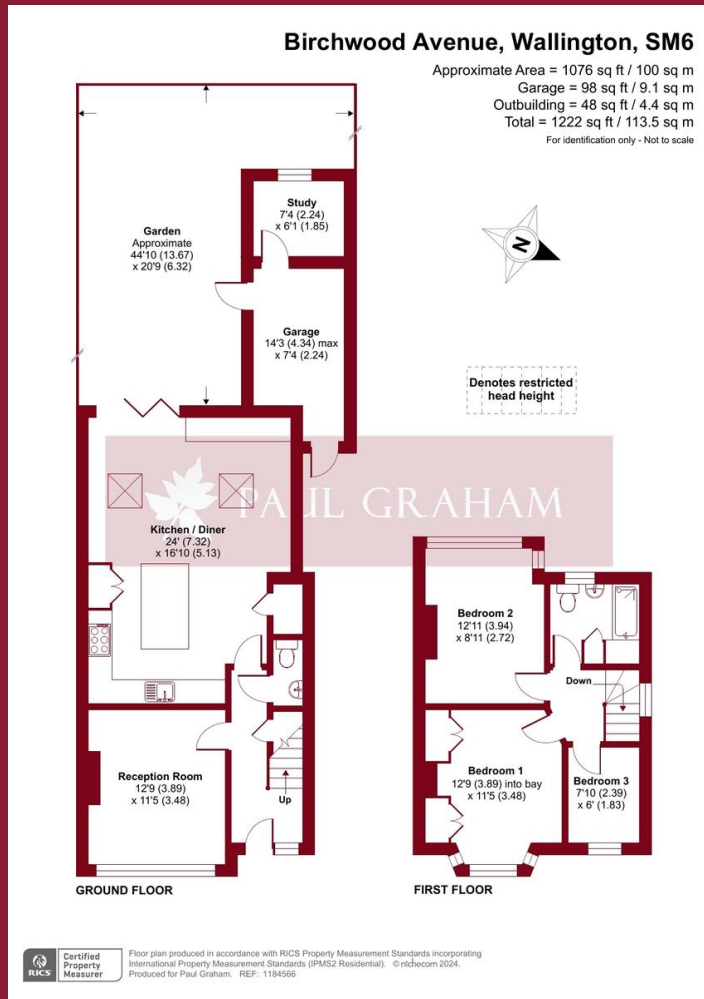 Birchwood Avenue, Wallington, SM6
Approximate Area = 1076 sq ft / 100 sq m
Garage = 98 sq ft / 9.1 sq m
Outbuilding = 48 sq ft / 4.4 sq m
Total = 1222 sq ft / 113.5 sq m
For identification only - Not to scale
Study
7'4 (2.24)
x 6'1 (1.85)
Garden
Approximate
44'10 (13.67)
x 20'9 (6.32)
N
Garage
14'3 (4.34) max
x 7'4 (2.24)
Denotes restricted
head height
PAUL GRAHAM
Kitchen / Diner
24' (7.32)
x 16'10 (5.13)
Bedroom 2
12'11 (3.94)
x 8'11 (2.72)
Down
Reception Room
12'9 (3.89)
x 11'5 (3.48)
Up
Bedroom 1
12'9 (3.89) into bay
x 11'5 (3.48)
Bedroom 3
7'10 (2.39)
x 6' (1.83)
GROUND FLOOR
FIRST FLOOR
RICS
Certified
Property
Measurer
Floor plan produced in accordance with RICS Property Measurement Standards incorporating
International Property Measurement Standards (IPMS2 Residential). © ntchecom 2024.
Produced for Paul Graham. REF: 1184566